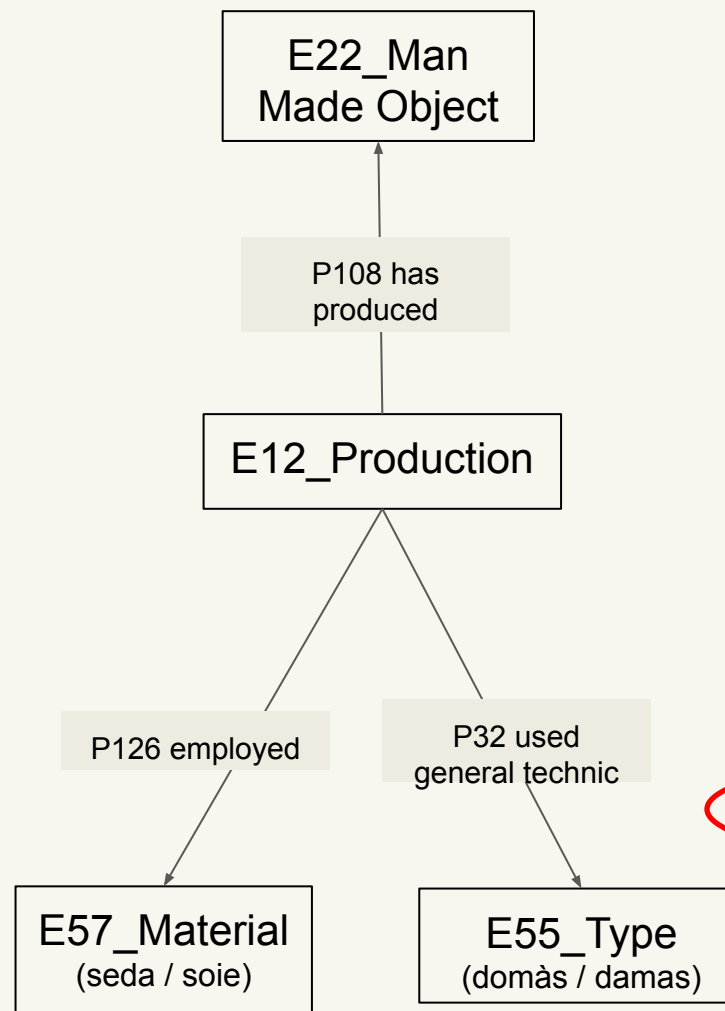 E22_Man
Made Object
P108 has
produced
E12_Production
P126 employed
P32 used
general technic
E57_Material
(seda / soie)
E55_Type
(domàs / damas)